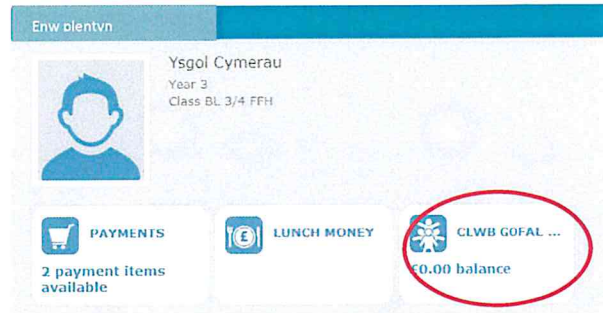 Enw plentyn
Ysgol Cymerau
Year 3
Class BL 3/4 FFH
PAYMENTS
2 payment items
available
LUNCH MONEY
CLWB GOFAL ...
£0.00 balance